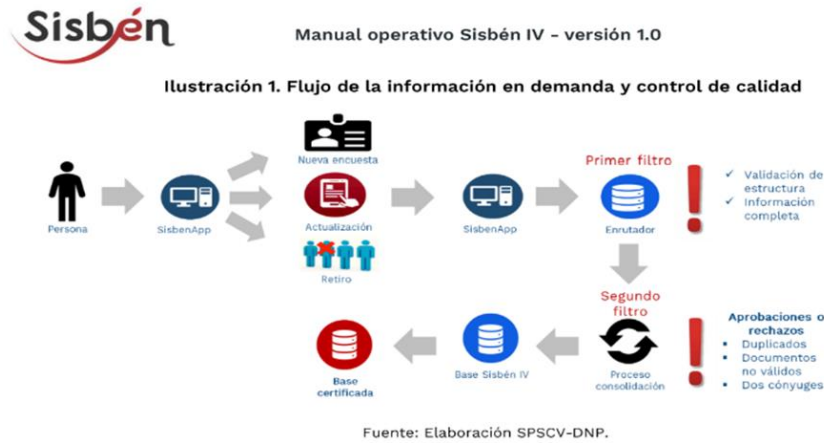 Sisbén
Manual operativo Sisbén IV - versión 1.0
Ilustración 1. Flujo de la información en demanda y control de calidad
Nueva encuesta
Persona
SisbenApp
Actualización
Retiro
SisbenApp
Primer filtro
Enrutador
✓ Validación de
estructura
✓ Información
completa
Segundo
filtro
Proceso
consolidación
Aprobaciones o
rechazos
▪ Duplicados
▪ Documentos
no válidos
▪ Dos cónyuges
Base Sisbén IV
Base
certificada
Fuente: Elaboración SPSCV-DNP.